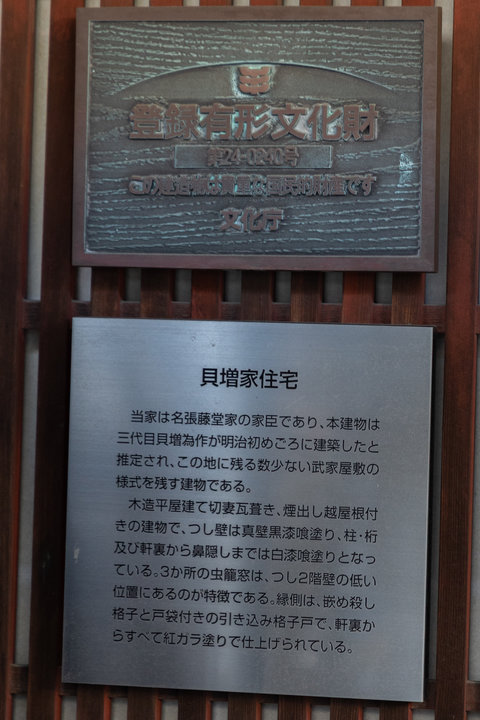 登録有形文化財
第24-0240号
この建造物は貴重な国民的財産です
文化庁
貝増家住宅
当家は名張藤堂家の家臣であり、本建物は
三代目貝増為作が明治初めごろに建築したと
推定され、この地に残る数少ない武家屋敷の
様式を残す建物である。
木造平屋建て切妻瓦葺き、煙出し越屋根付
きの建物で、つし壁は真壁黒漆喰塗り、柱・桁
及び軒裏から鼻隠しまでは白漆喰塗りとなっ
ている。3か所の虫籠窓は、つし2階壁の低い
位置にあるのが特徴である。縁側は、嵌め殺し
格子と戸袋付きの引き込み格子戸で、軒裏か
らすべて紅カラ塗りで仕上げられている。